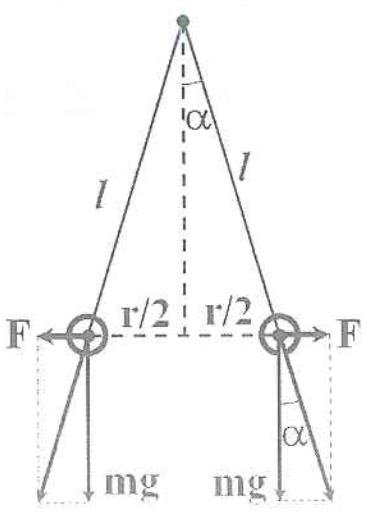 α
l
l
r/2 r/2
F F
α
mg mg